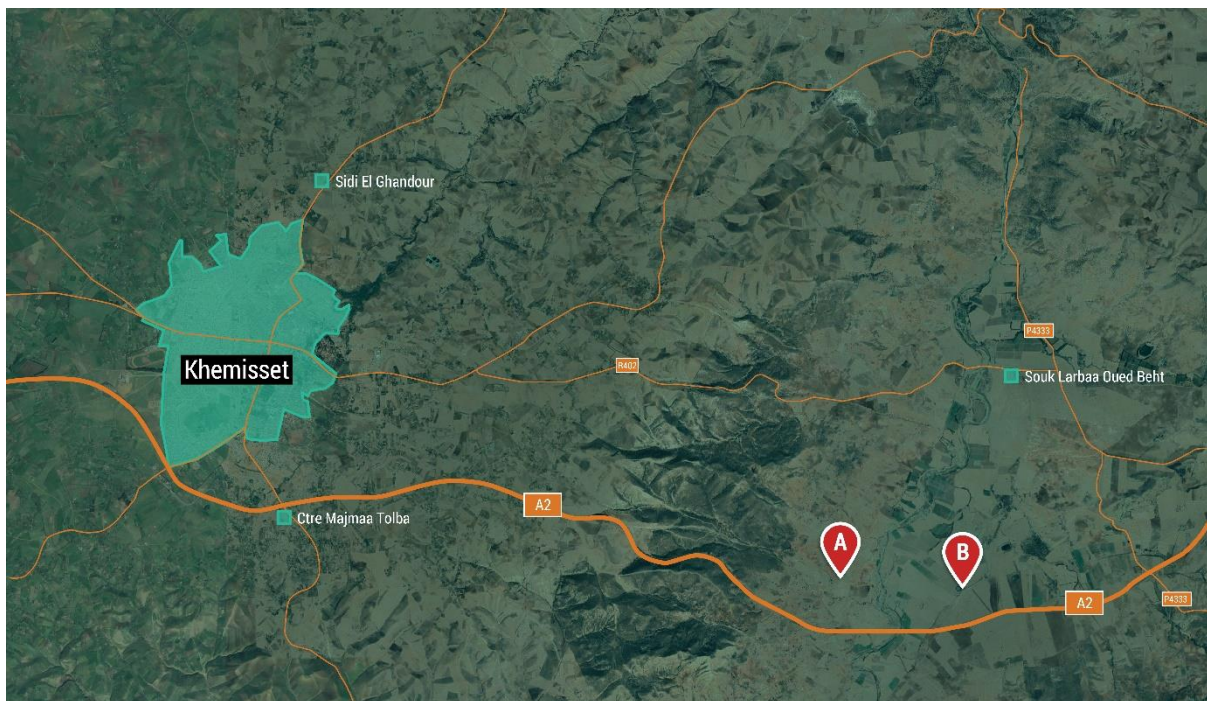 Sidi El Ghandour
P4333
Khemisset
R402
Souk Larbaa Oued Beht
A2
Ctre Majmaa Tolba
A
B
A2
P4333